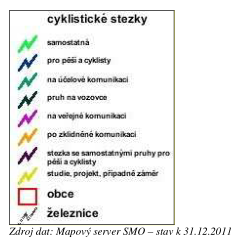 cyklistické stezky
samostatná
pro pěší a cyklisty
na účelové komunikaci
pruh na vozovce
na veřejné komunikaci
po zklidněné komunikaci
stezka se samostatnými pruhy pro
pěší a cyklisty
studie, projekt, případně záměr
obce
železnice
Zdroj dat: Mapový server SMO – stav k 31.12.2011